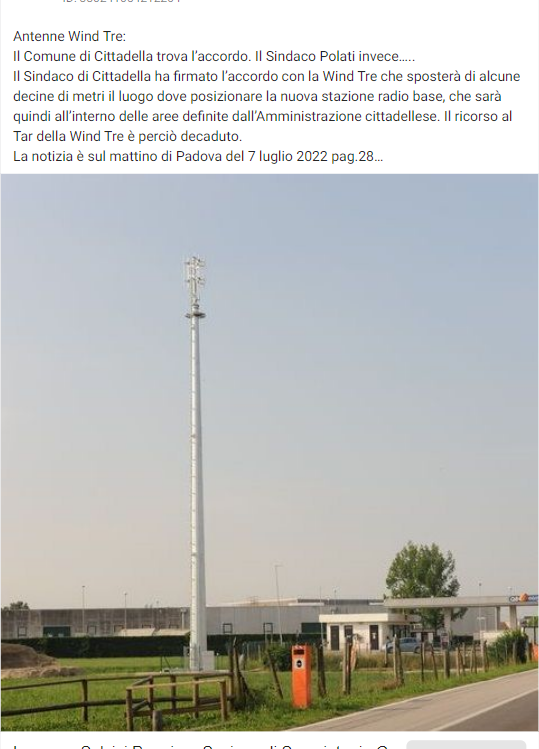 Antenne Wind Tre:
Il Comune di Cittadella trova l'accordo. Il Sindaco Polati invece.....
Il Sindaco di Cittadella ha firmato l'accordo con la Wind Tre che sposterà di alcune
decine di metri il luogo dove posizionare la nuova stazione radio base, che sarà
quindi all'interno delle aree definite dall'Amministrazione cittadellese. Il ricorso al
Tar della Wind Tre è perciò decaduto.
La notizia è sul mattino di Padova del 7 luglio 2022 pag.28...